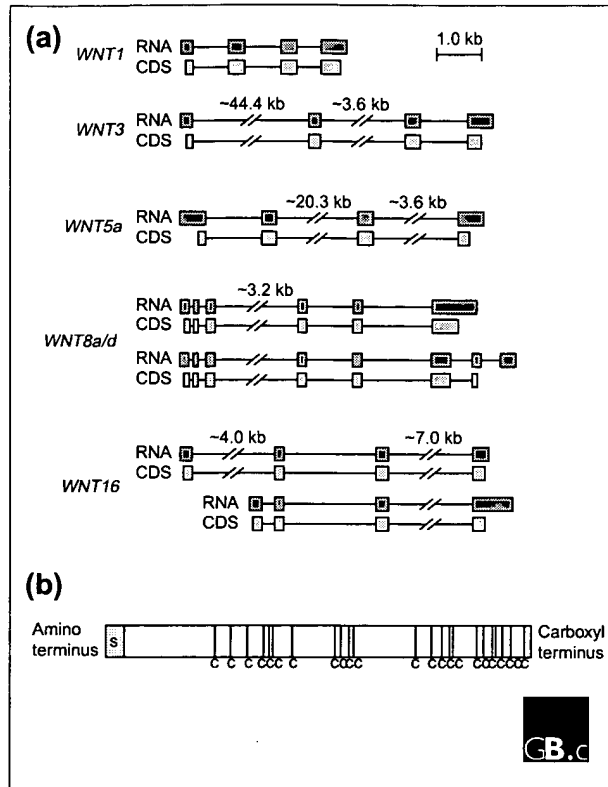 (a)
WNT1
RNA
CDS
1.0 kb
WNT3
RNA
CDS
~44.4 kb
~3.6 kb
WNT5a
RNA
CDS
~20.3 kb
~3.6 kb
WNT8a/d
RNA
CDS
~3.2 kb
RNA
CDS
WNT16
RNA
CDS
~4.0 kb
~7.0 kb
RNA
CDS
(b)
Amino
terminus
S
Carboxyl
terminus
C C C CCC C CCCC C CCCC CCCCCCC
GB.c